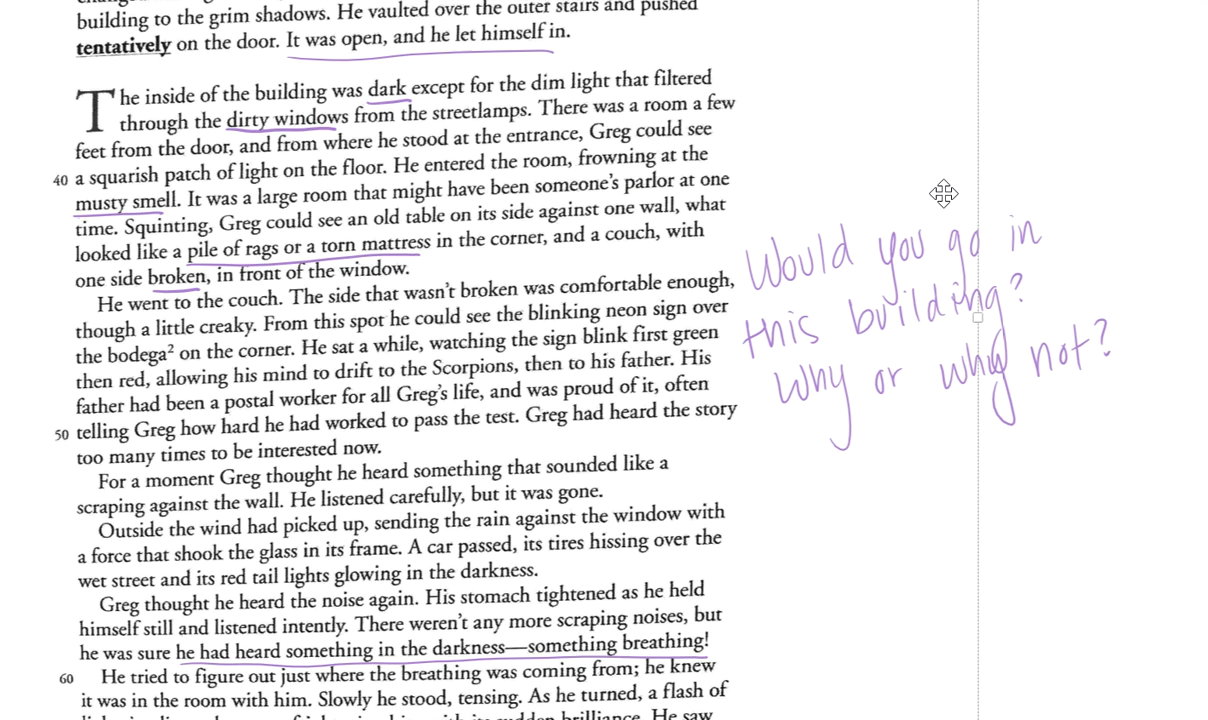 building to the grim shadows. He vaulted over the outer stairs and pushed
tentatively on the door. It was open, and he let himself in.
The inside of the building was dark except for the dim light that filtered
through the dirty windows from the streetlamps. There was a room a few
feet from the door, and from where he stood at the entrance, Greg could see
40 a squarish patch of light on the floor. He entered the room, frowning at the
musty smell. It was a large room that might have been someone's parlor at one
time. Squinting, Greg could see an old table on its side against one wall, what
looked like a pile of rags or a torn mattress in the corner, and a couch, with
one side broken, in front of the window.
He went to the couch. The side that wasn't broken was comfortable enough,
though a little creaky. From this spot he could see the blinking neon sign over
the bodega² on the corner. He sat a while, watching the sign blink first green
then red, allowing his mind to drift to the Scorpions, then to his father. His
father had been a postal worker for all Greg's life, and was proud of it, often
50 telling Greg how hard he had worked to pass the test. Greg had heard the story
too many times to be interested now.
For a moment Greg thought he heard something that sounded like a
scraping against the wall. He listened carefully, but it was gone.
Outside the wind had picked up, sending the rain against the window with
a force that shook the glass in its frame. A car passed, its tires hissing over the
wet street and its red tail lights glowing in the darkness.
Greg thought he heard the noise again. His stomach tightened as he held
himself still and listened intently. There weren't any more scraping noises, but
he was sure he had heard something in the darkness—something breathing!
60 He tried to figure out just where the breathing was coming from; he knew
it was in the room with him. Slowly he stood, tensing. As he turned, a flash of
sudden brilliance. He saw
Would you go in
this building?
Why or why not?